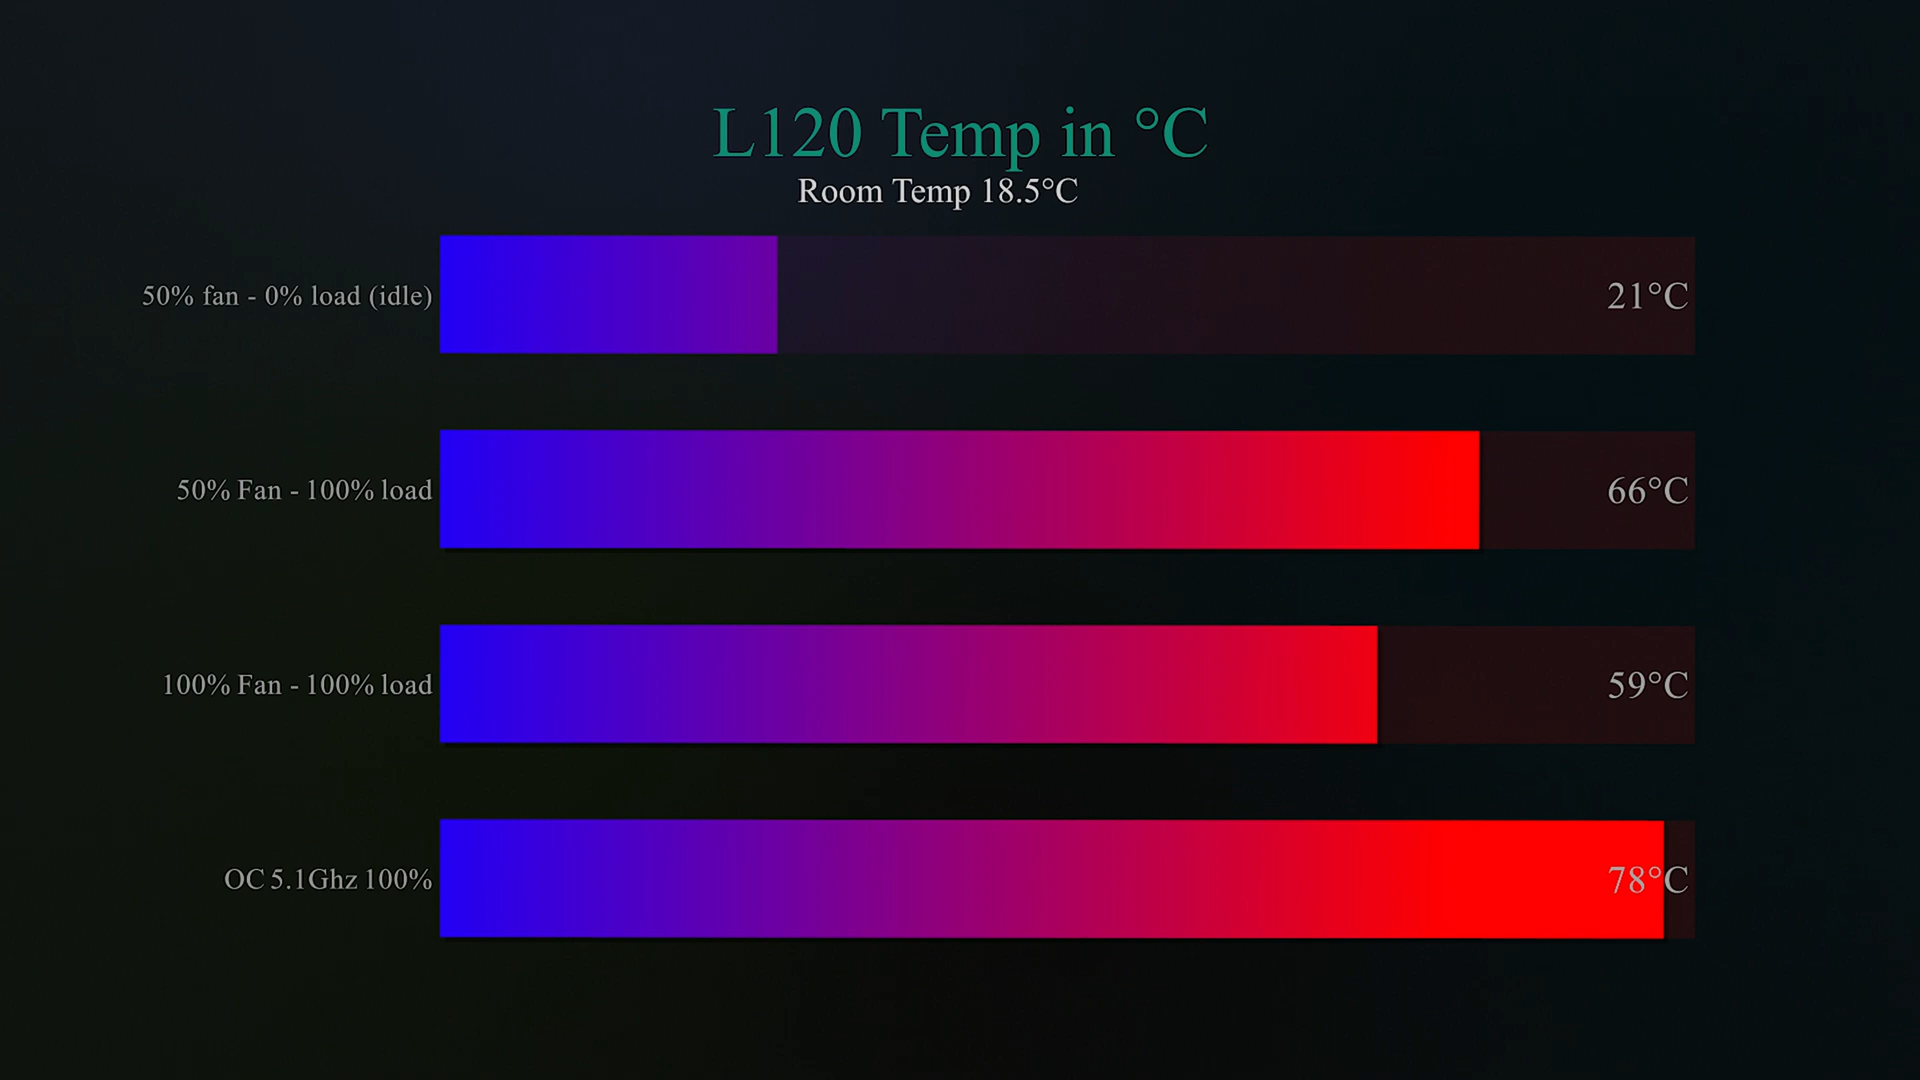 L120 Temp in °C
Room Temp 18.5°C
50% fan - 0% load (idle) 21°C
50% Fan - 100% load 66°C
100% Fan - 100% load 59°C
OC 5.1Ghz 100% 78°C